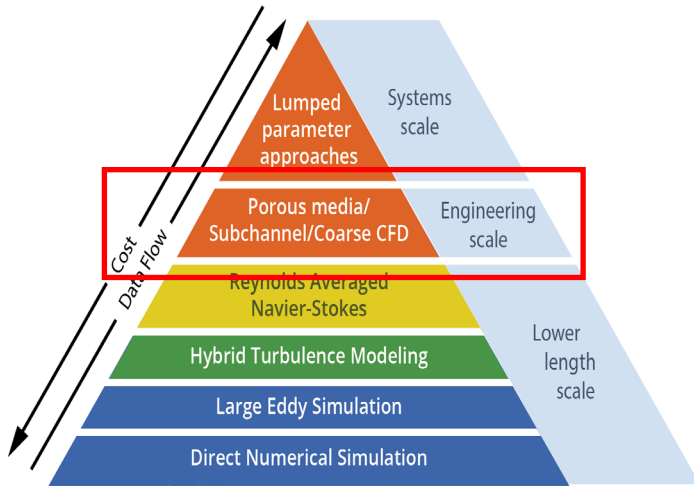 Lumped
parameter
approaches
Systems
scale
Porous media/
Subchannel/Coarse CFD
Engineering
scale
Cost
Data Flow
Reynolds Averaged
Navier-Stokes
Lower
length
scale
Hybrid Turbulence Modeling
Large Eddy Simulation
Direct Numerical Simulation